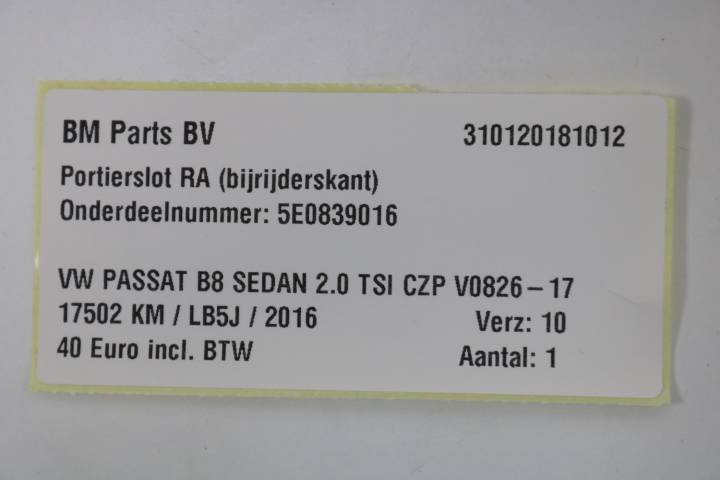 BM Parts BV 310120181012
Portierslot RA (bijrijderskant)
Onderdeelnummer: 5E0839016
VW PASSAT B8 SEDAN 2.0 TSI CZP V0826-17
17502 KM / LB5J / 2016 Verz: 10
40 Euro incl. BTW Aantal: 1